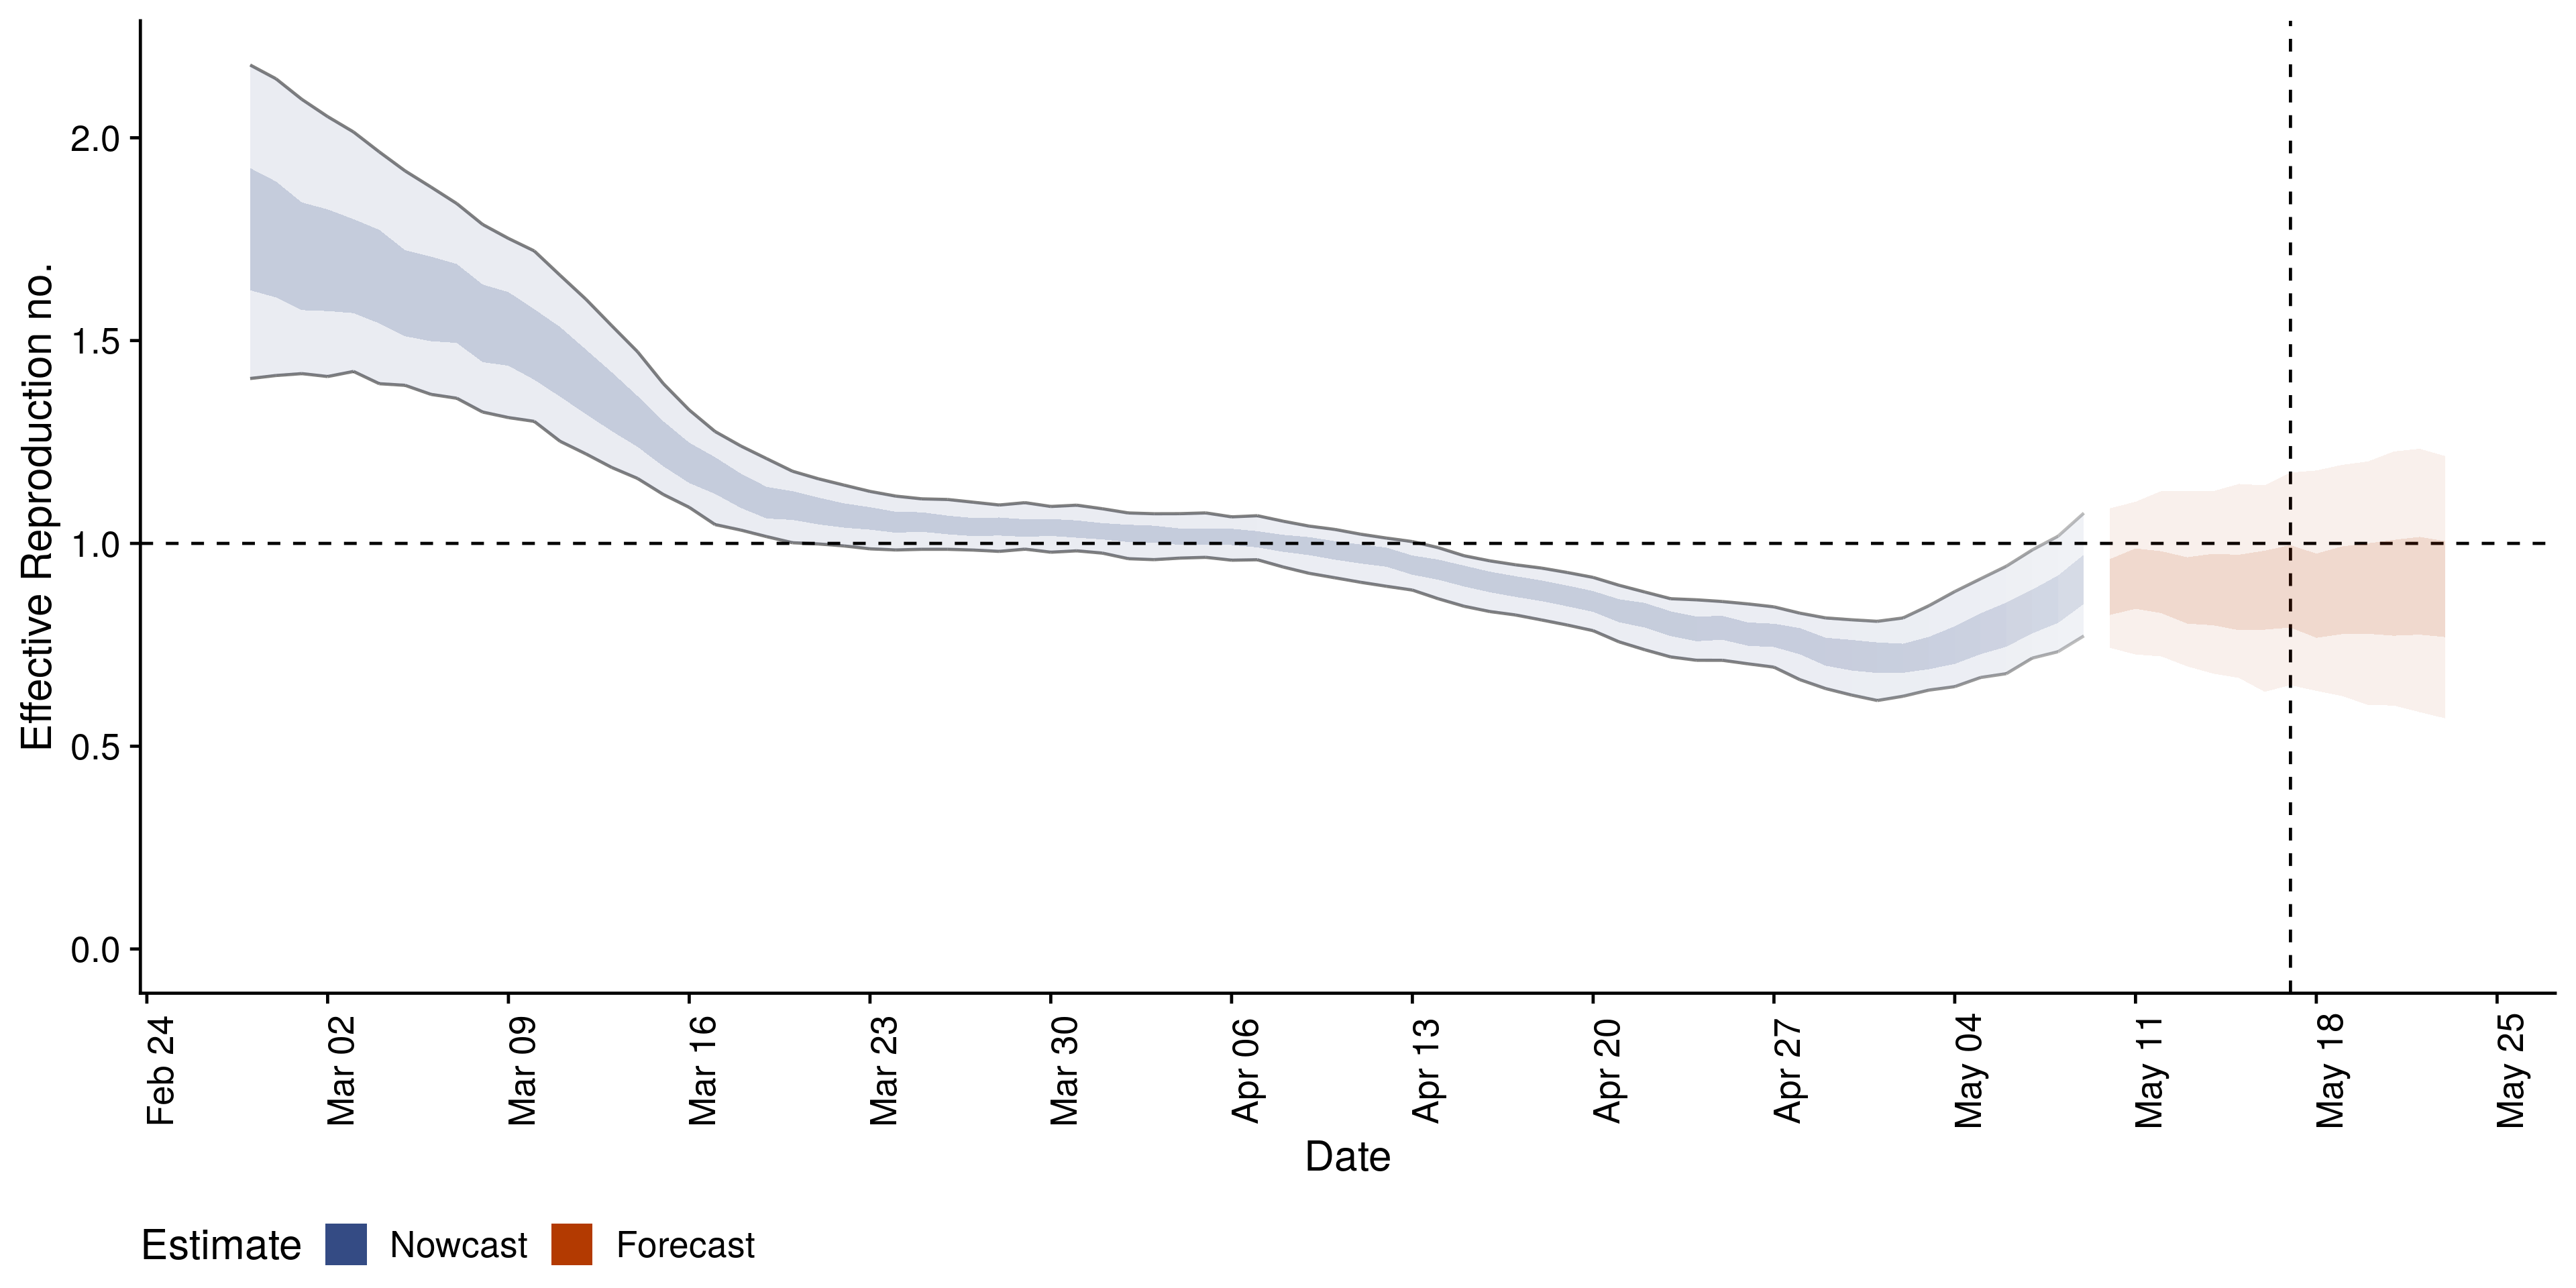 Effective Reproduction no.
2.0
1.5
1.0
0.5
0.0
Feb 24
Mar 02
Mar 09
Mar 16
Mar 23
Mar 30
Apr 06
Apr 13
Apr 20
Apr 27
May 04
May 11
May 18
May 25
Date
Estimate Nowcast Forecast